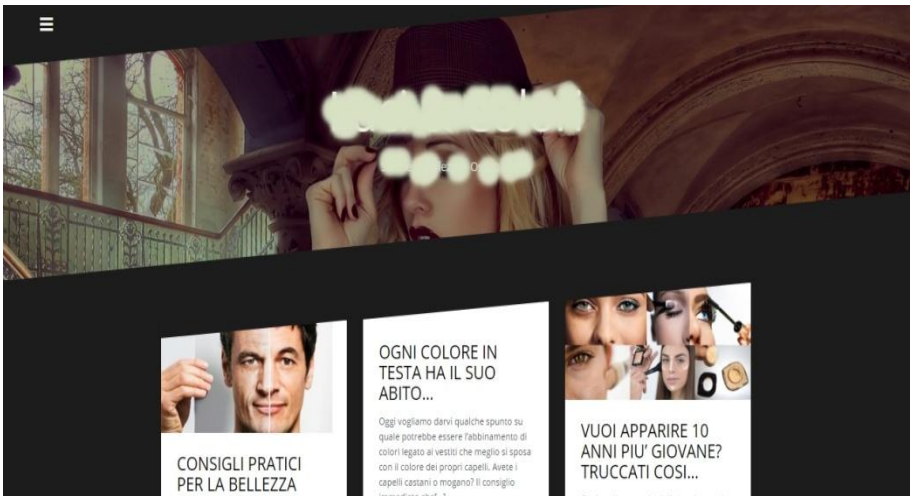 CONSIGLI PRATICI
PER LA BELLEZZA
OGNI COLORE IN
TESTA HA IL SUO
ABITO...
Oggi vogliamo darvi qualche spunto su
quale potrebbe essere l'abbinamento di
colori legato ai vestiti che meglio si sposa
con il colore dei propri capelli. Avete i
capelli castani o mogano? Il consiglio
VUOI APPARIRE 10
ANNI PIU' GIOVANE?
TRUCCATI COSI...